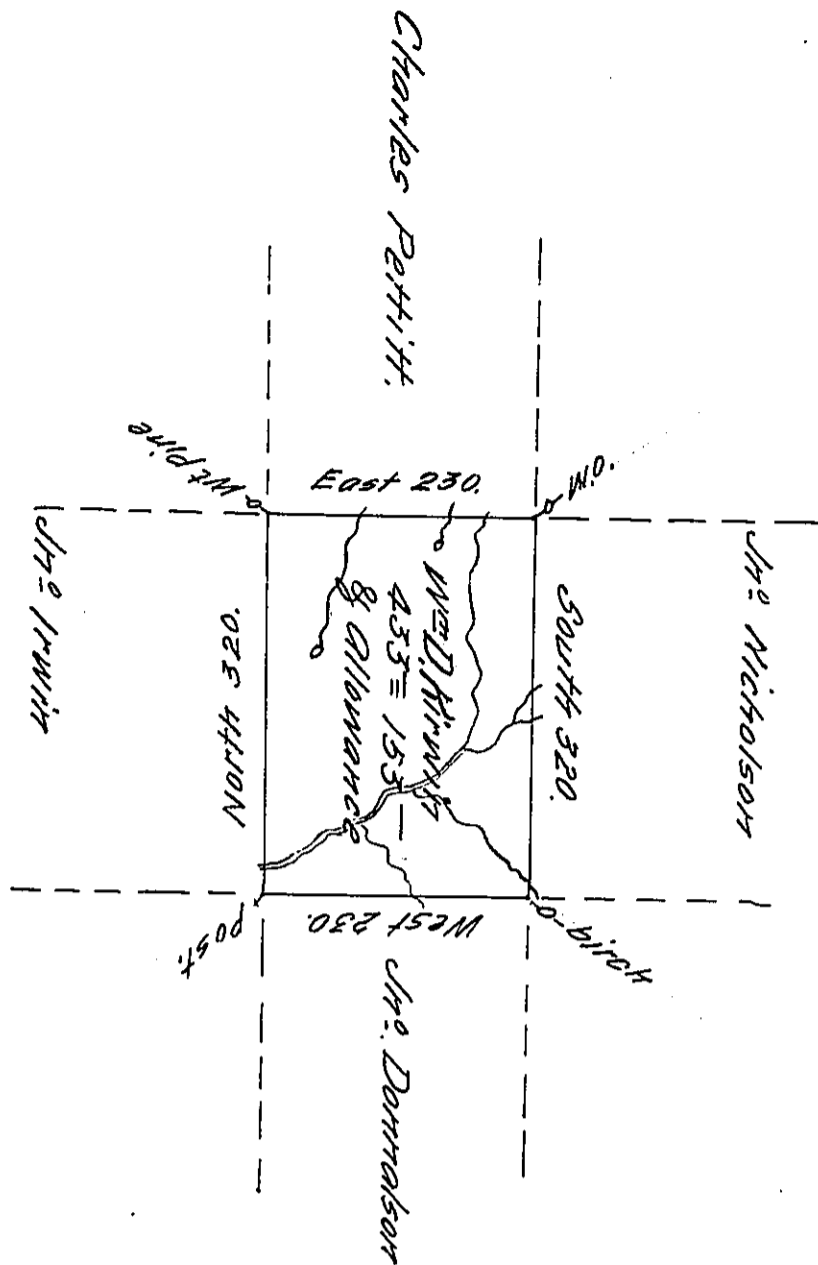 Charles Pettitt.
Wt. pine
East 230.
W.O.
Jnº Irwin
North 320.
Wm D. Kirwin
433 = 153 —
& Allowance
South 320.
Jnº Nicholson
post.
West 230.
birch
Jnº. Donnalson